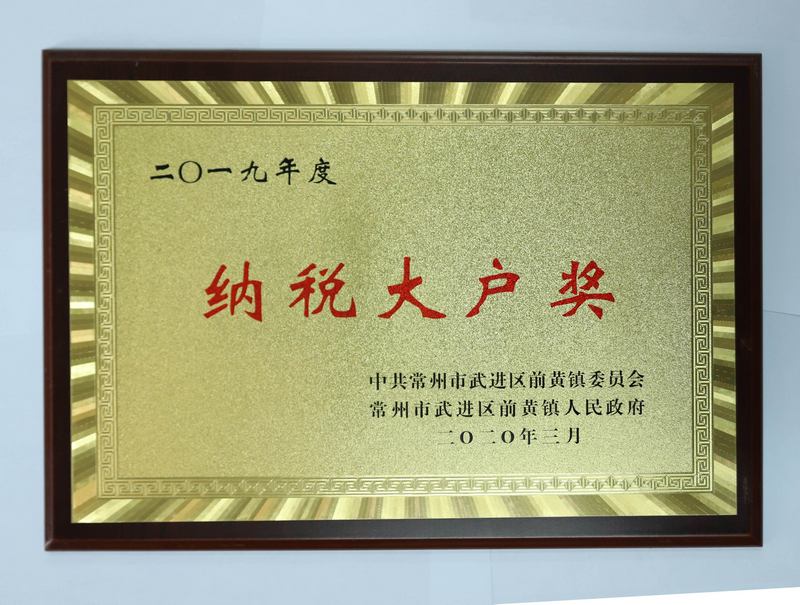 二〇一九年度
纳税大户奖
中共常州市武进区前黄镇委员会
常州市武进区前黄镇人民政府
二〇二〇年三月